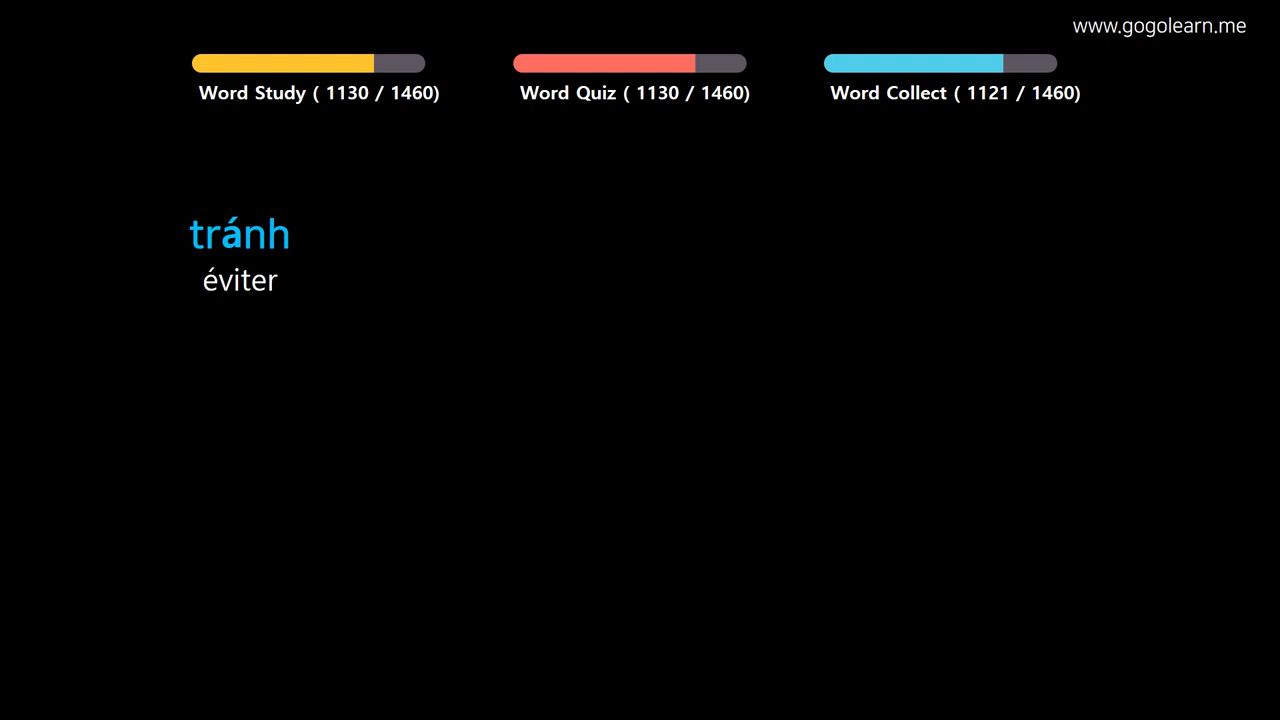 www.gogolearn.me
Word Study ( 1130 / 1460)
Word Quiz ( 1130 / 1460)
Word Collect ( 1121 / 1460)
tránh
éviter